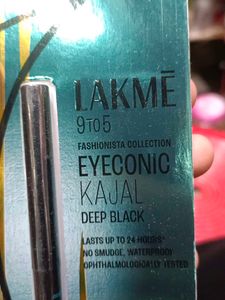 LAKMĒ
9TO5
FASHIONISTA COLLECTION
EYECONIC
KAJAL
DEEP BLACK
LASTS UP TO 24 HOURS*
NO SMUDGE, WATERPROOF
OPHTHALMOLOGICALLY TESTED